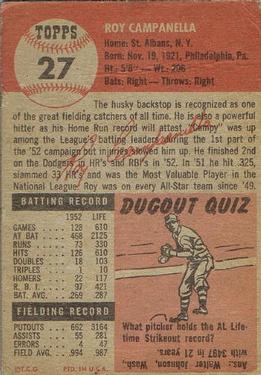 TOPPS
27
ROY CAMPANELLA
Home: St. Albans, N. Y.
Born: Nov. 19, 1921, Philadelphia, Pa.
Ht.: 5'8" — Wt.: 206
Bats: Right — Throws: Right
The husky backstop is recognized as one
of the great fielding catchers of all time. He is also a powerful
hitter as his Home Run record will attest. "Campy" was up
among the League's batting leaders during the 1st part
of the '52 campaign but injuries slowed him up. He finished 2nd
on the Dodgers in HR's and RBI's in '52. In '51 he hit .325,
slammed 33 HR's and was the Most Valuable Player in the
National League. Roy was on every All-Star team since '49.
BATTING RECORD
1952 LIFE
GAMES 128 610
AT BAT 468 2125
RUNS 73 330
HITS 126 610
DOUBLES 18 103
TRIPLES 1 10
HOMERS 22 117
R. B. I. 97 421
BAT. AVG. .269 .287
FIELDING RECORD
PUTOUTS 662 3164
ASSISTS 55 281
ERRORS 4 47
FIELD AVG. .994 .987
©T.C.G. PTD. IN U.S.A.
DUGOUT QUIZ
What pitcher holds the AL Life-
time Strikeout record?
Ans.: Walter Johnson, Wash.,
with 3497 in 21 years.